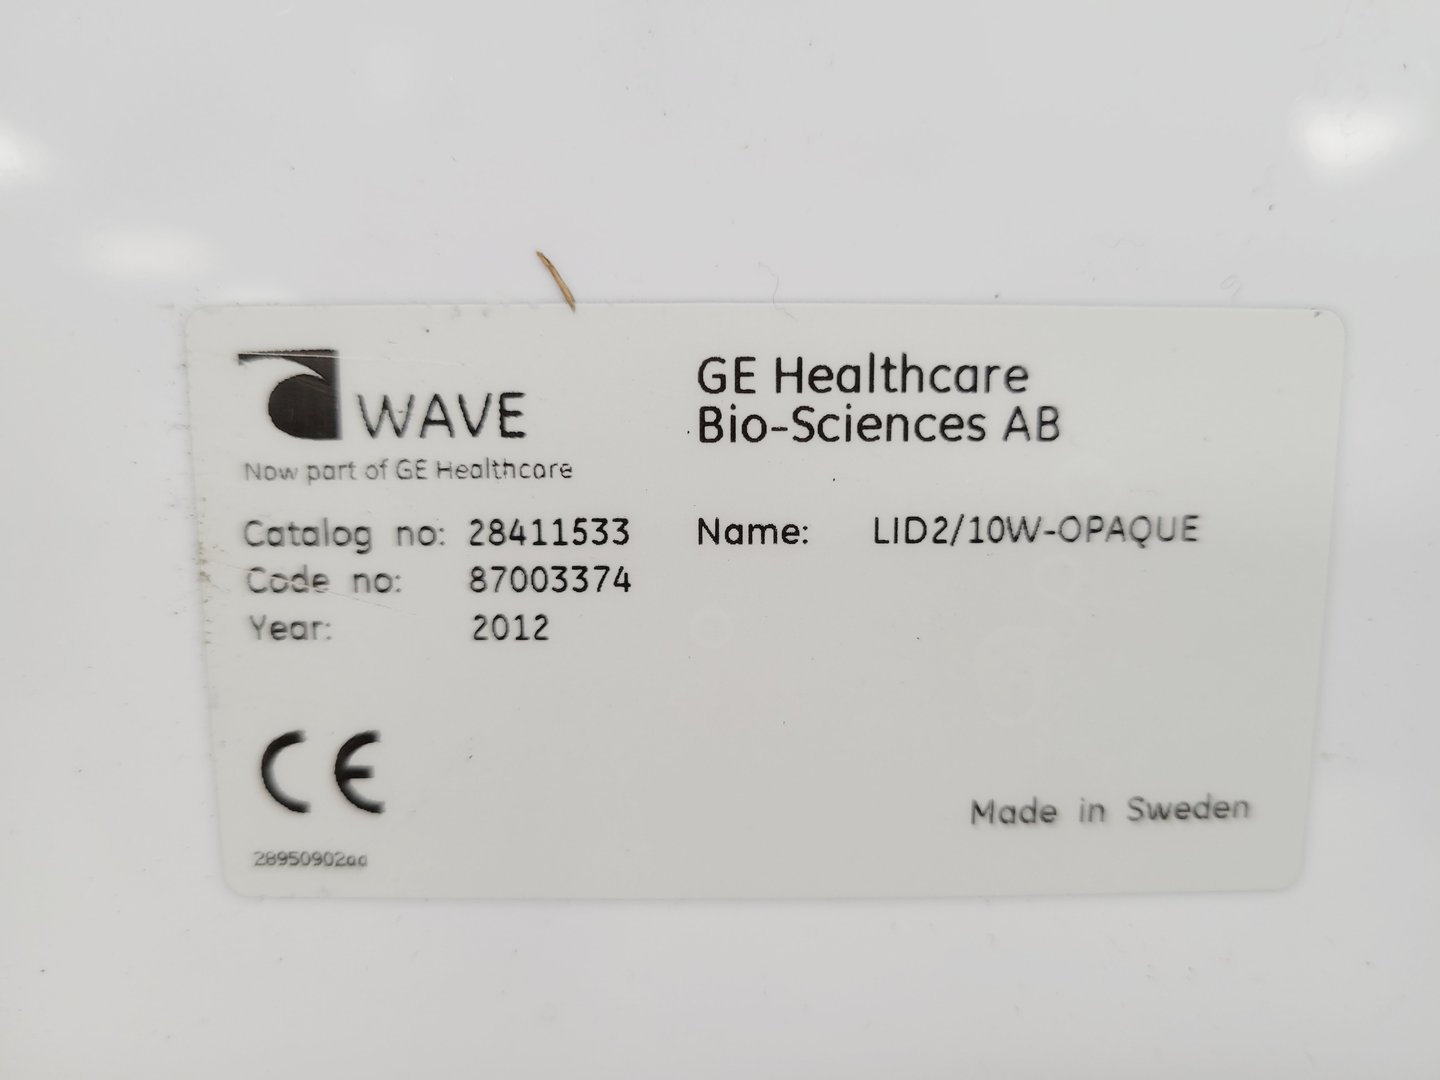 WAVE
Now part of GE Healthcare
GE Healthcare
Bio-Sciences AB
Catalog no: 28411533
Name: LID2/10W-OPAQUE
Code no: 87003374
Year: 2012
CE
28950902aa
Made in Sweden